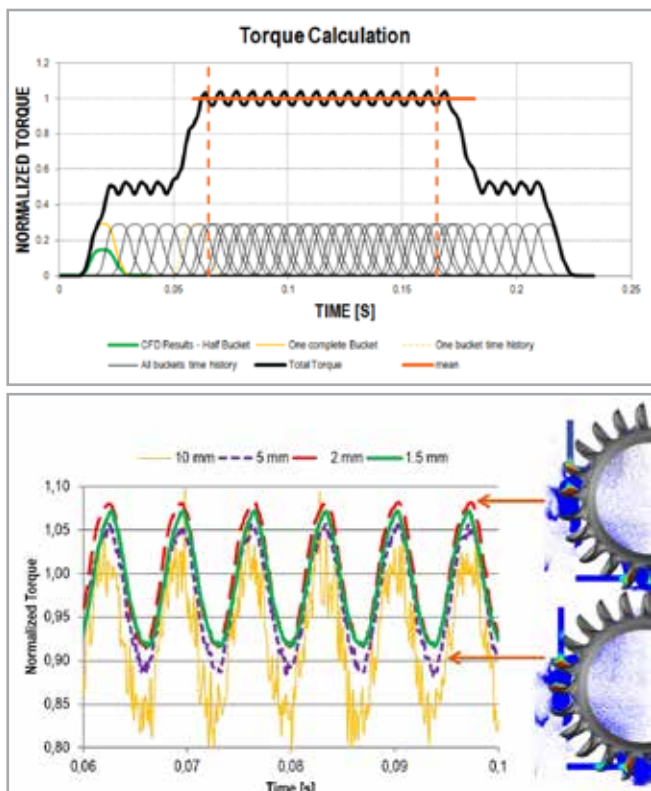 Torque Calculation
NORMALIZED TORQUE
1.2
1
0.8
0.6
0.4
0.2
0
0 0.05 0.1 0.15 0.2 0.25
TIME [S]
CFD Results - Half Bucket One complete Bucket One bucket time history
All buckets time history Total Torque mean
10 mm 5 mm 2 mm 1.5 mm
Normalized Torque
1,10
1,05
1,00
0,95
0,90
0,85
0,80
0,06 0,07 0,08 0,09 0,1
Time [s]